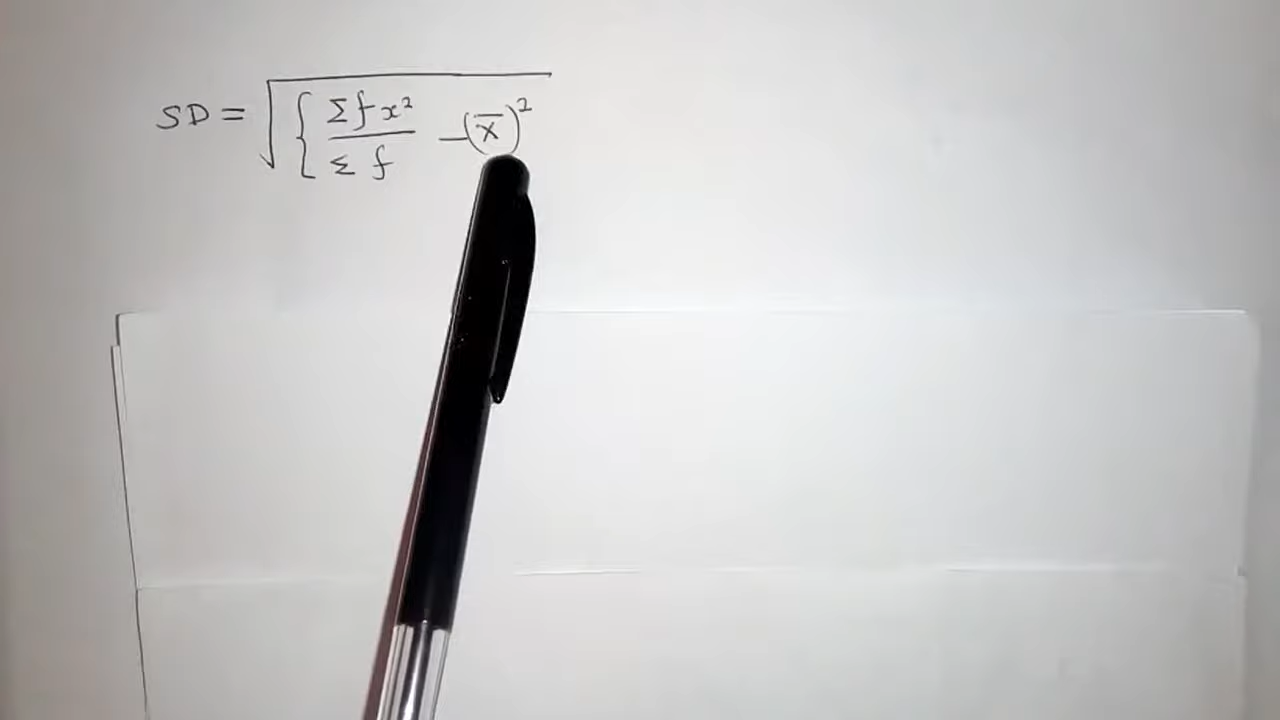 SD = √{ Σfx² / Σf - (x̄)²